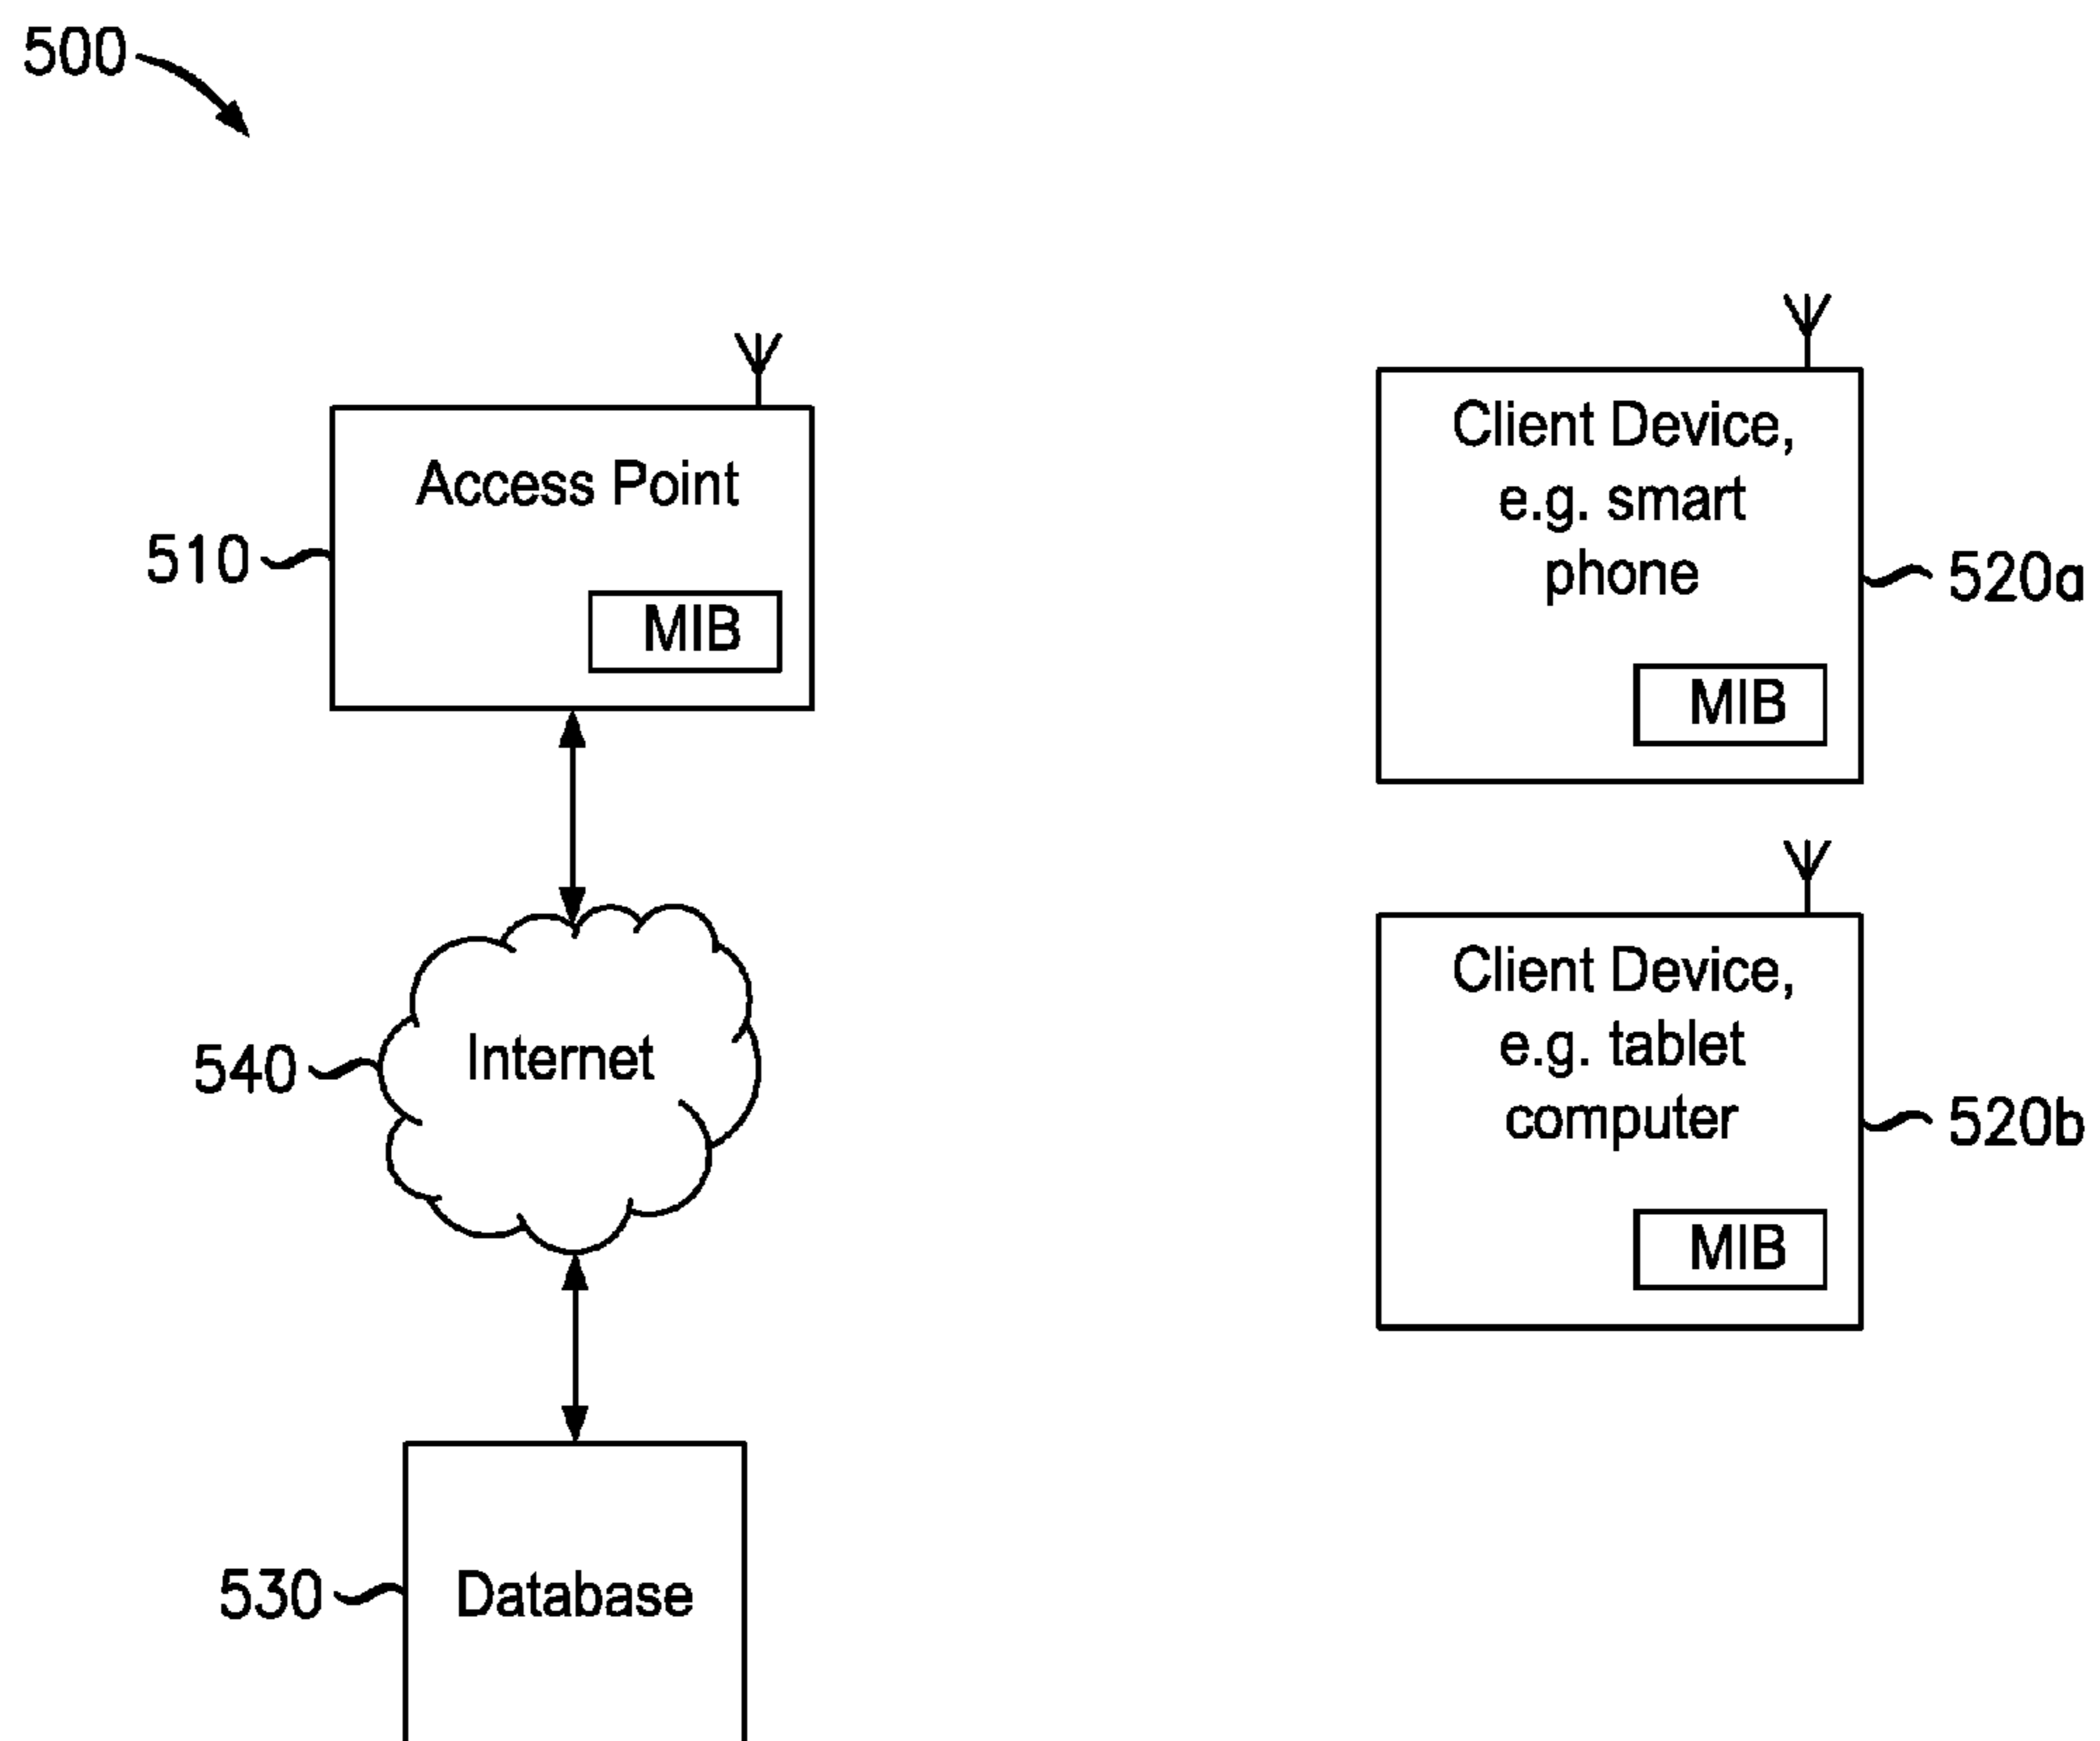 500
Access Point
510
MIB
Client Device,
e.g. smart
phone
520a
MIB
Internet
540
Client Device,
e.g. tablet
computer
520b
MIB
530
Database